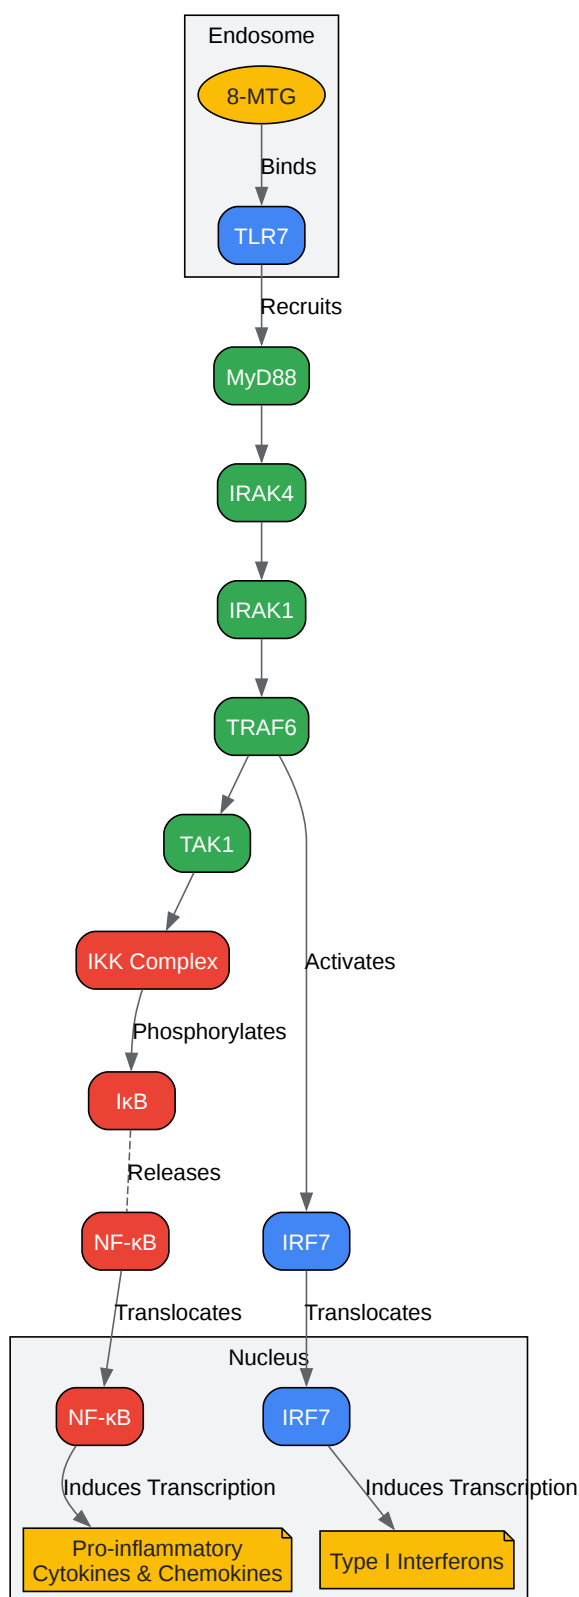 Endosome
8-MTG
Binds
TLR7
Recruits
MyD88
IRAK4
IRAK1
TRAF6
TAK1
IKK Complex
Activates
Phosphorylates
IκB
Releases
NF-κB
IRF7
Translocates
Translocates
Nucleus
NF-κB
IRF7
Induces Transcription
Induces Transcription
Pro-inflammatory
Cytokines & Chemokines
Type I Interferons